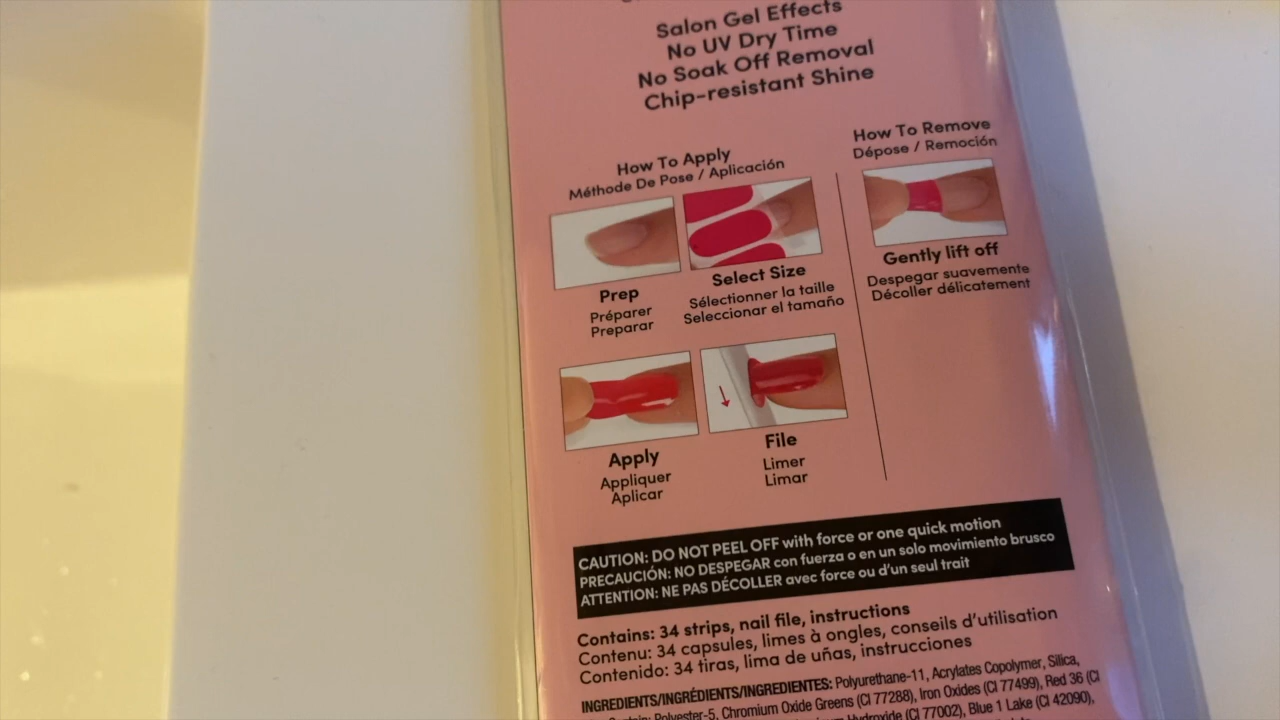 Salon Gel Effects
No UV Dry Time
No Soak Off Removal
Chip-resistant Shine
How To Apply
Méthode De Pose / Aplicación
Prep
Préparer
Preparar
Select Size
Sélectionner la taille
Seleccionar el tamaño
Apply
Appliquer
Aplicar
File
Limer
Limar
How To Remove
Dépose / Remoción
Gently lift off
Despegar suavemente
Décoller délicatement
CAUTION: DO NOT PEEL OFF with force or one quick motion
PRECAUCIÓN: NO DESPEGAR con fuerza o en un solo movimiento brusco
ATTENTION: NE PAS DÉCOLLER avec force ou d'un seul trait
Contains: 34 strips, nail file, instructions
Contenu: 34 capsules, limes à ongles, conseils d'utilisation
Contenido: 34 tiras, lima de uñas, instrucciones
INGREDIENTS/INGRÉDIENTS/INGREDIENTES: Polyurethane-11, Acrylates Copolymer, Silica,
Polyester-5, Chromium Oxide Greens (CI 77288), Iron Oxides (CI 77499), Red 36 (CI
Hydroxide (CI 77002), Blue 1 Lake (CI 42090),